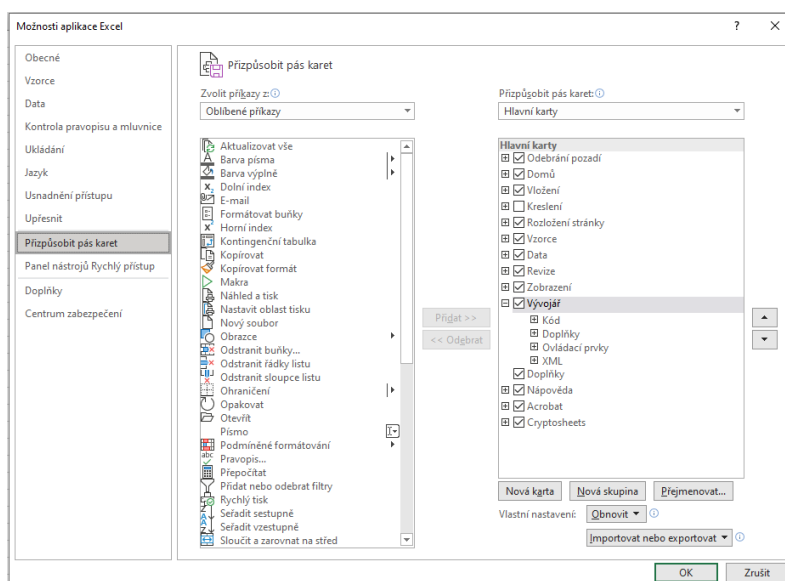 Možnosti aplikace Excel
?
Obecné
Vzorce
Data
Kontrola pravopisu a mluvnice
Ukládání
Jazyk
Usnadnění přístupu
Upřesnit
Přizpůsobit pás karet
Panel nástrojů Rychlý přístup
Doplňky
Centrum zabezpečení
Přizpůsobit pás karet
Zvolit příkazy z:
Oblíbené příkazy
Aktualizovat vše
Barva písma
Barva výplně
Dolní index
E-mail
Formátovat buňky
Horní index
Kontingenční tabulka
Kopírovat
Kopírovat formát
Makra
Náhled a tisk
Nastavit oblast tisku
Nový soubor
Obrazce
Odstranit buňky...
Odstranit řádky listu
Odstranit sloupce listu
Ohraničení
Opakovat
Otevřít
Písmo
Podmíněné formátování
Pravopis...
Přepočítat
Přidat nebo odebrat filtry
Rychlý tisk
Seřadit sestupně
Seřadit vzestupně
Sloučit a zarovnat na střed
Přidat >>
<< Odebrat
Přizpůsobit pás karet:
Hlavní karty
Hlavní karty
Odebrání pozadí
Domů
Vložení
Kreslení
Rozložení stránky
Vzorce
Data
Revize
Zobrazení
Vývojář
Kód
Doplňky
Ovládací prvky
XML
Doplňky
Nápověda
Acrobat
Cryptosheets
Nová karta
Nová skupina
Přejmenovat...
Vlastní nastavení:
Obnovit
Importovat nebo exportovat
OK
Zrušit